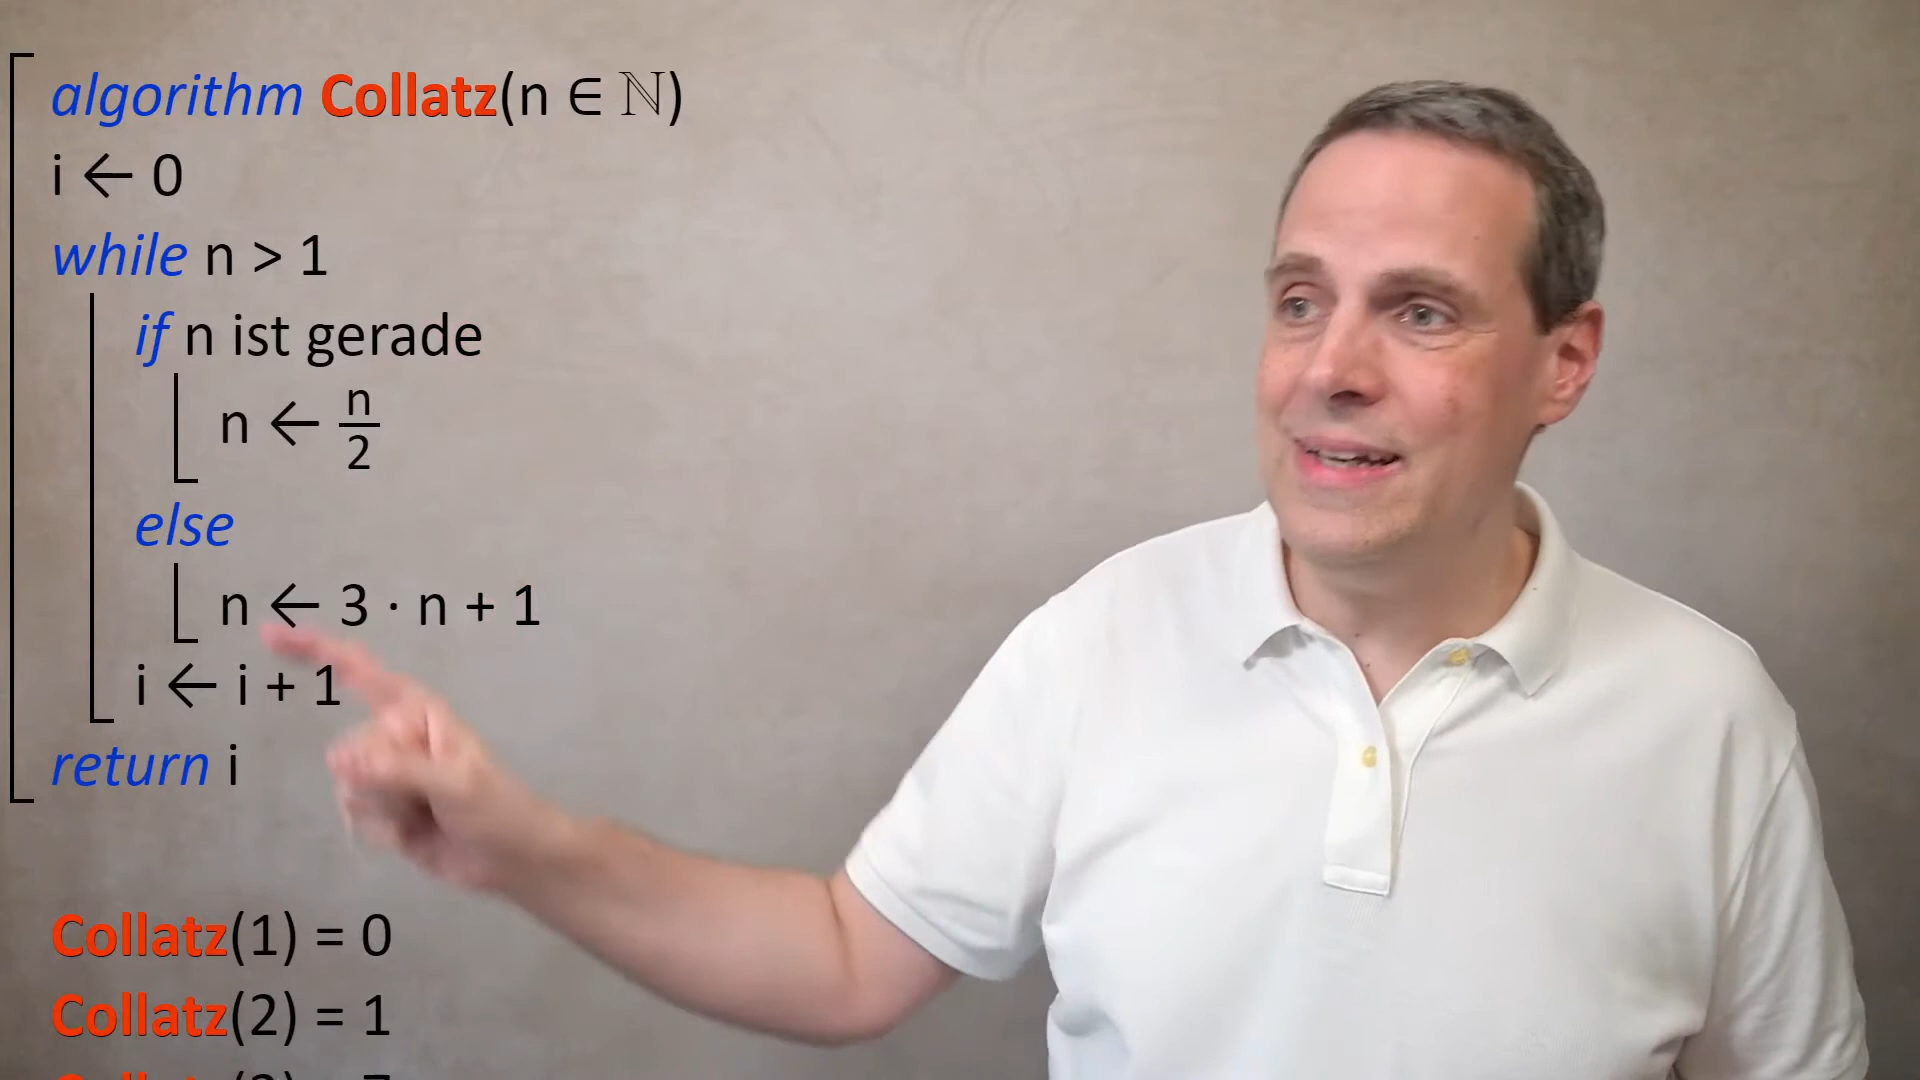 algorithm Collatz(n ∈ ℕ)
i ← 0
while n > 1
if n ist gerade
n ← n/2
else
n ← 3 · n + 1
i ← i + 1
return i
Collatz(1) = 0
Collatz(2) = 1